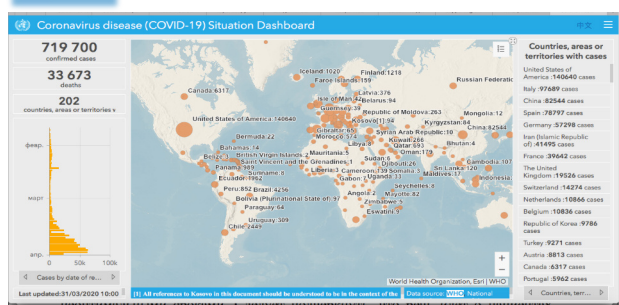 Coronavirus disease (COVID-19) Situation Dashboard
中文
719 700
confirmed cases
33 673
deaths
202
countries, areas or territories v
февр.
март
апр.
0 50k 100k
Cases by date of re...
Last updated:31/03/2020 10:00
Iceland:1020
Finland:1218
Faroe Islands:159
Russian Federatio
Canada:6317
Latvia:376
Isle of Man:32
Belarus:94
Guernsey:39
Republic of Moldova:263
Mongolia:12
Kosovo[1]:94
Kyrgyzstan:84
United States of America:140640
Gibraltar:65
Syrian Arab Republic:10
China:82544
Morocco:574
Bermuda:22
Kuwait:266
Libya:8
Qatar:693
Bhutan:4
Bahamas:14
Oman:179
British Virgin Islands:2
Mauritania:5
Belize:3
Saint Vincent and the Grenadines:1
Sudan:6
Cambodia:107
Panama:989
Djibouti:26
Suriname:8
Liberia:3
Cameroon:139
Somalia:3
Sri Lanka:120
Ecuador:1962
Gabon:7
Uganda:33
Maldives:17
Indonesia:
Peru:852
Brazil:4256
Seychelles:8
Angola:2
Mayotte:82
Bolivia (Plurinational State of):97
Zimbabwe:5
Paraguay:64
Eswatini:9
Uruguay:309
Chile:2449
World Health Organization, Esri | WHO
[1] All references to Kosovo in this document should be understood to be in the context of the
Data source: WHO National
Countries, areas or
territories with cases
United States of
America :140640 cases
Italy :97689 cases
China :82544 cases
Spain :78797 cases
Germany :57298 cases
Iran (Islamic Republic
of) :41495 cases
France :39642 cases
The United
Kingdom :19526 cases
Switzerland :14274 cases
Netherlands :10866 cases
Belgium :10836 cases
Republic of Korea :9786
cases
Turkey :9271 cases
Austria :8813 cases
Canada :6317 cases
Portugal :5962 cases
Countries, terr...